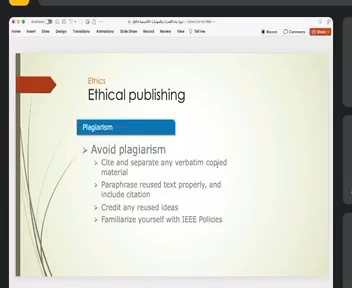 AutoSave
Home Insert Draw Design Transitions Animations Slide Show Record Review View Tell me
Record Comments Share
Ethics
Ethical publishing
Plagiarism
Avoid plagiarism
Cite and separate any verbatim copied
material
Paraphrase reused text properly, and
include citation
Credit any reused ideas
Familiarize yourself with IEEE Policies